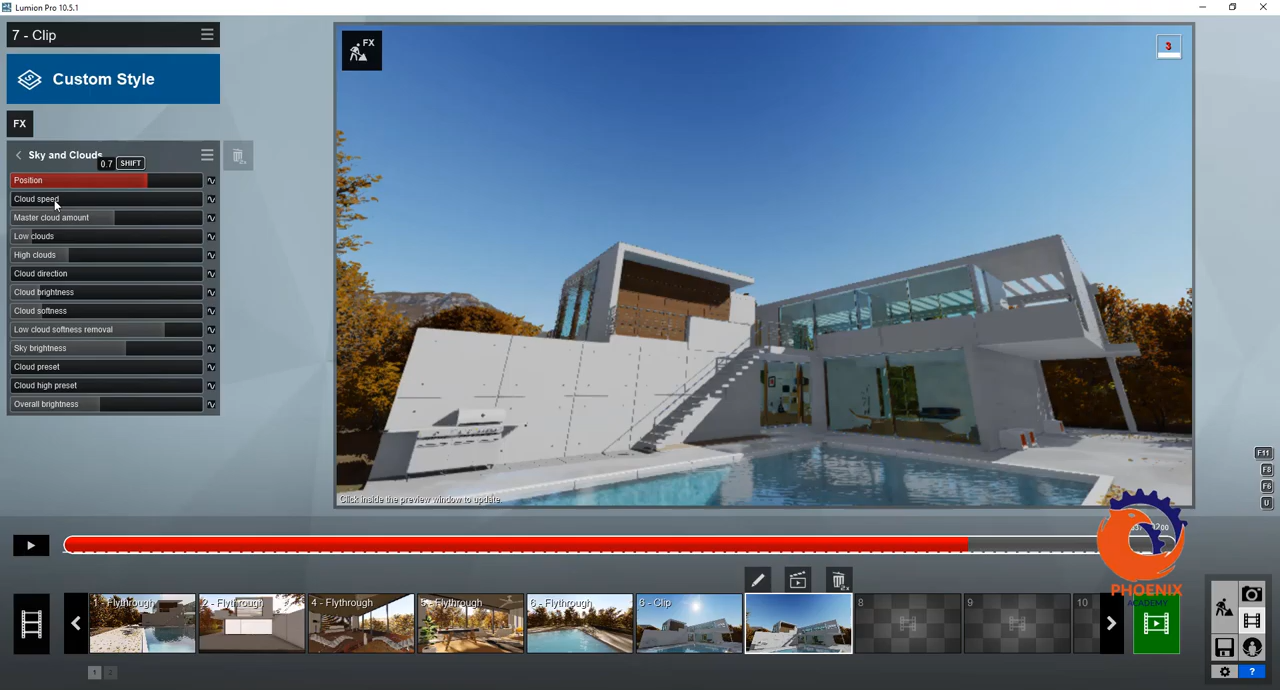 Lumion Pro 10.5.1
7 - Clip
FX
3
Custom Style
FX
Sky and Clouds
0.7 SHIFT
Position
Cloud speed
Master cloud amount
Low clouds
High clouds
Cloud direction
Cloud brightness
Cloud softness
Low cloud softness removal
Sky brightness
Cloud preset
Cloud high preset
Overall brightness
Click inside the preview window to update.
F11
F8
F6
U
PHOENIX
ACADEMY
1 - Flythrough
2 - Flythrough
4 - Flythrough
5 - Flythrough
6 - Flythrough
6 - Clip
8
9
10
1
2
?